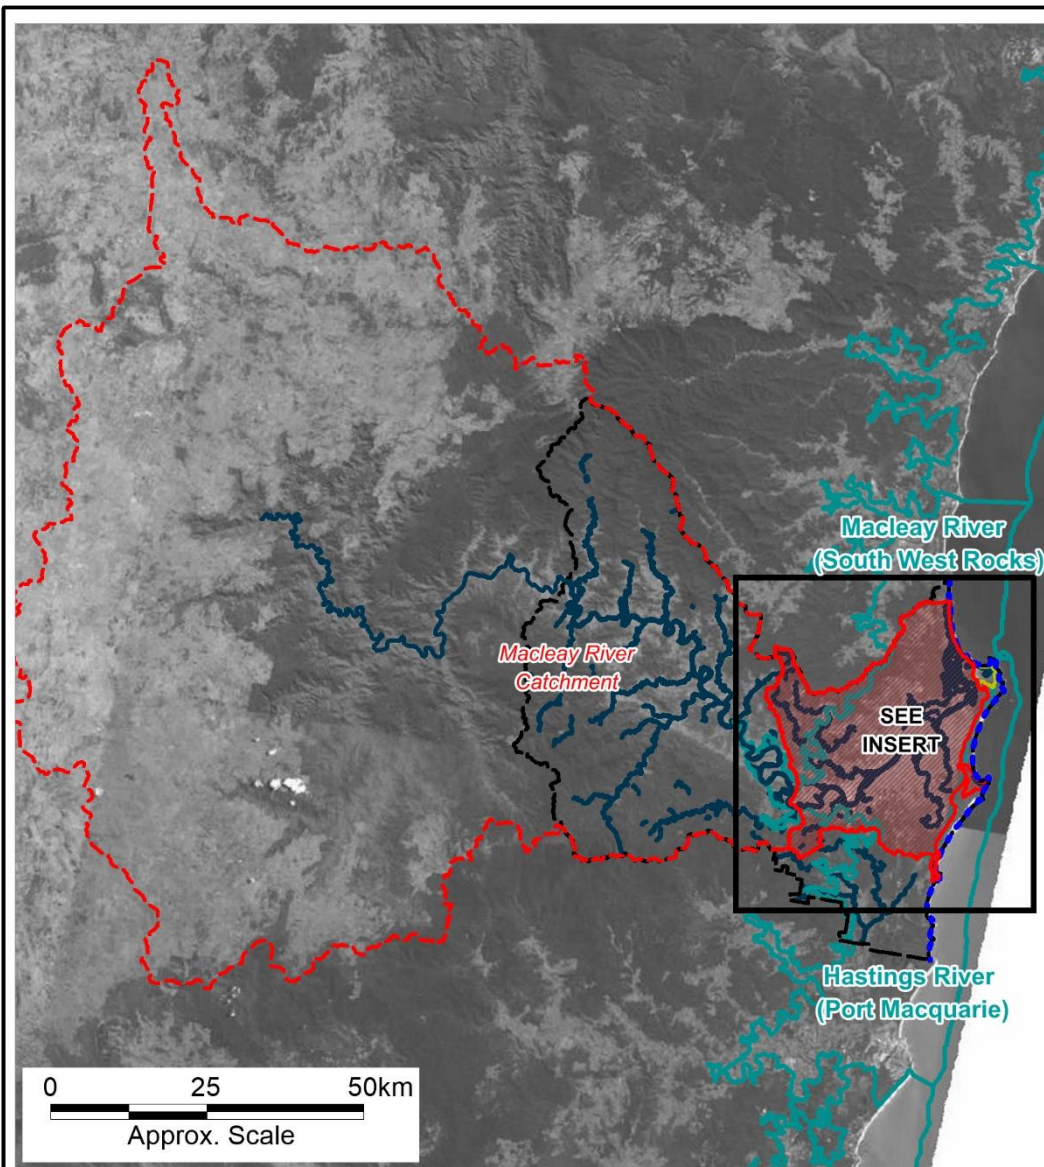 Macleay River
(South West Rocks)
Macleay River
Catchment
SEE
INSERT
Hastings River
(Port Macquarie)
0 25 50km
Approx. Scale